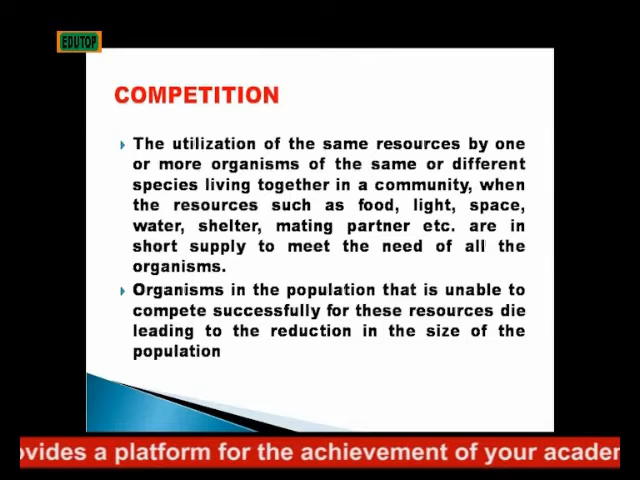 EDUTOP
COMPETITION
The utilization of the same resources by one
or more organisms of the same or different
species living together in a community, when
the resources such as food, light, space,
water, shelter, mating partner etc. are in
short supply to meet the need of all the
organisms.
Organisms in the population that is unable to
compete successfully for these resources die
leading to the reduction in the size of the
population
ovides a platform for the achievement of your acade